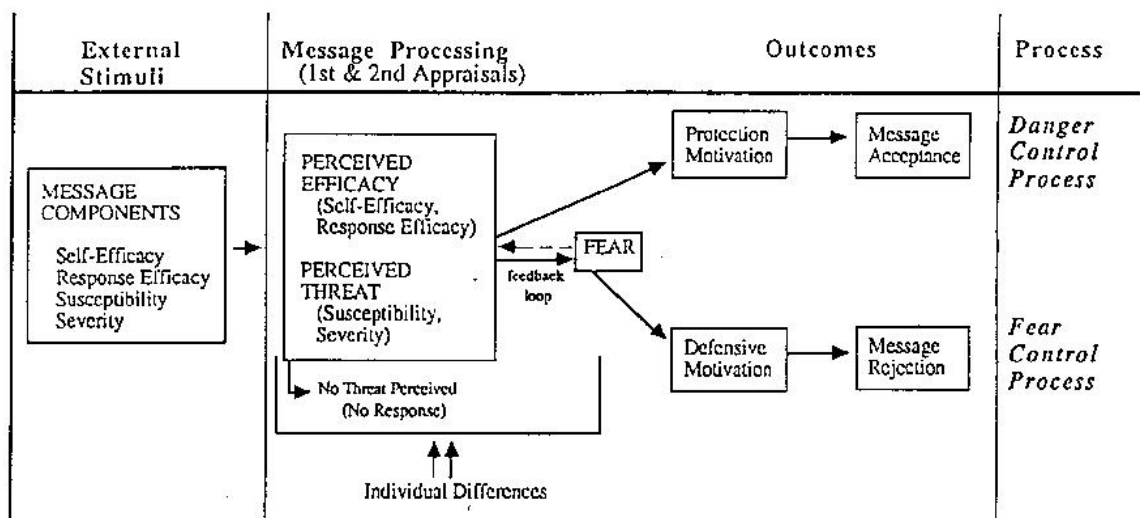 External
Stimuli
Message Processing
(1st & 2nd Appraisals)
Outcomes
Process
MESSAGE
COMPONENTS
Self-Efficacy
Response Efficacy
Susceptibility
Severity
PERCEIVED
EFFICACY
(Self-Efficacy,
Response Efficacy)
PERCEIVED
THREAT
(Susceptibility,
Severity)
No Threat Perceived
(No Response)
Individual Differences
feedback
loop
FEAR
Protection
Motivation
Message
Acceptance
Danger
Control
Process
Defensive
Motivation
Message
Rejection
Fear
Control
Process